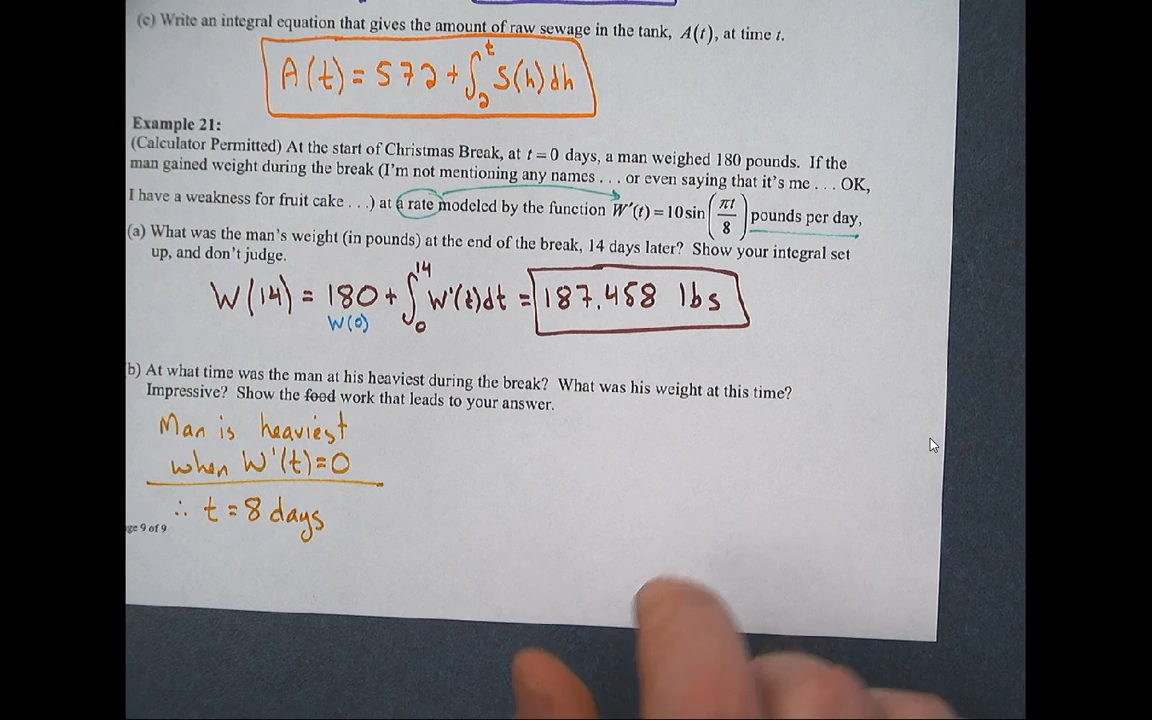 (c) Write an integral equation that gives the amount of raw sewage in the tank, A(t), at time t.
A(t) = 572 + ∫₂ᵗ S(h)dh
Example 21:
(Calculator Permitted) At the start of Christmas Break, at t = 0 days, a man weighed 180 pounds. If the
man gained weight during the break (I'm not mentioning any names . . . or even saying that it's me . . . OK,
I have a weakness for fruit cake . . .) at a rate modeled by the function W′(t) = 10 sin(πt/8) pounds per day,
(a) What was the man's weight (in pounds) at the end of the break, 14 days later? Show your integral set
up, and don't judge.
W(14) = 180 + ∫₀¹⁴ W'(t)dt = 187.458 lbs
W(0)
b) At what time was the man at his heaviest during the break? What was his weight at this time?
Impressive? Show the food work that leads to your answer.
Man is heaviest
when W'(t)=0
∴ t = 8 days
ge 9 of 9